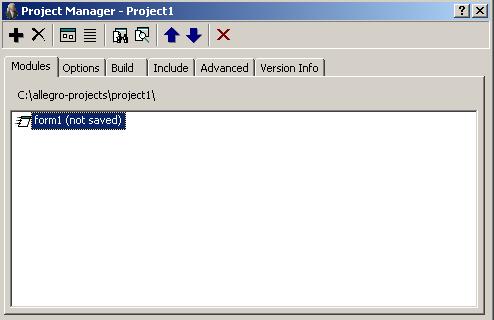 Project Manager - Project1
Modules Options Build Include Advanced Version Info
C:\allegro-projects\project1\
form1 (not saved)